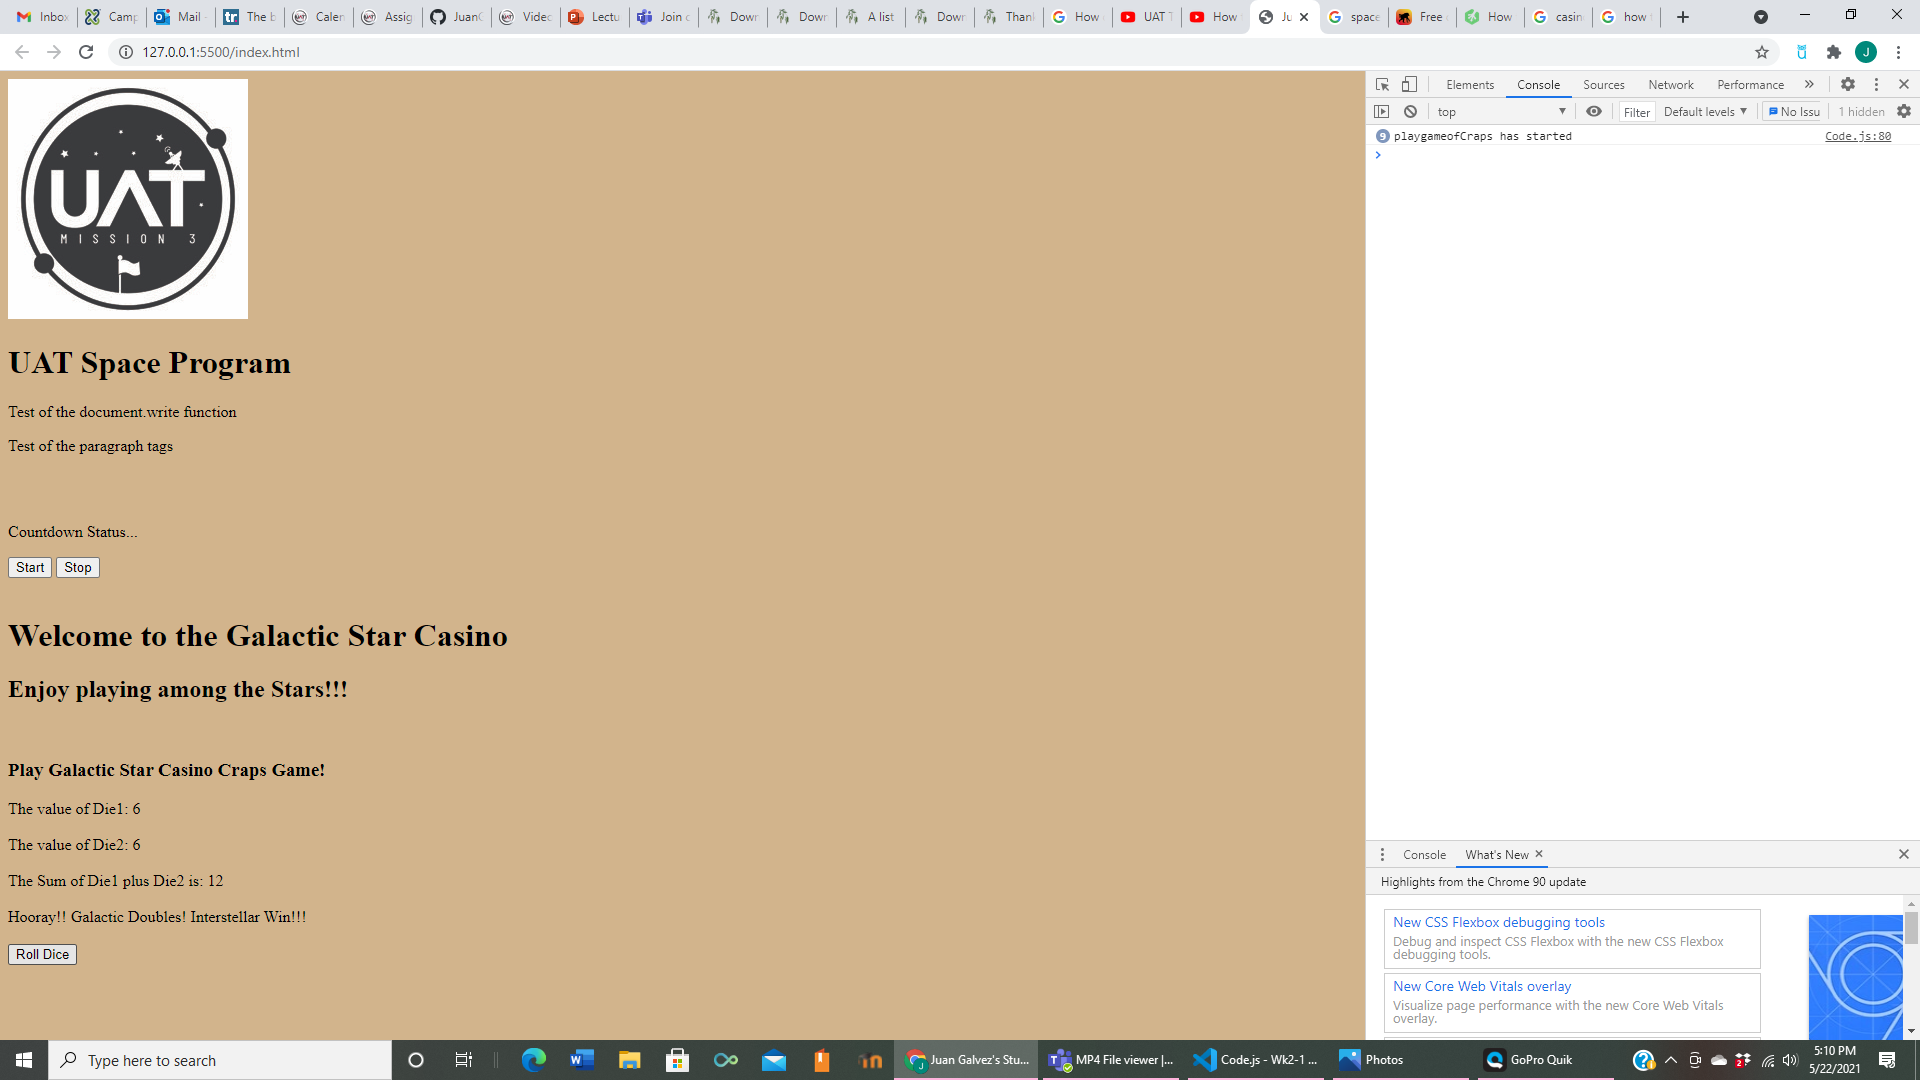 Inbox
Camp
Mail
The b
Calen
Assig
JuanG
Video
Lectu
Join c
Down
Down
A list
Down
Thank
How
UAT T
How
Ju
space
Free
How
casin
how
127.0.0.1:5500/index.html
J
UAT
MISSION 3
UAT Space Program
Test of the document.write function
Test of the paragraph tags
Countdown Status...
Start Stop
Welcome to the Galactic Star Casino
Enjoy playing among the Stars!!!
Play Galactic Star Casino Craps Game!
The value of Die1: 6
The value of Die2: 6
The Sum of Die1 plus Die2 is: 12
Hooray!! Galactic Doubles! Interstellar Win!!!
Roll Dice
Elements Console Sources Network Performance
top Filter Default levels No Issu 1 hidden
9 playgameofCraps has started Code.js:80
Console What's New
Highlights from the Chrome 90 update
New CSS Flexbox debugging tools
Debug and inspect CSS Flexbox with the new CSS Flexbox
debugging tools.
New Core Web Vitals overlay
Visualize page performance with the new Core Web Vitals
overlay.
Type here to search
Juan Galvez's Stu...
MP4 File viewer |...
Code.js - Wk2-1 ...
Photos
GoPro Quik
5:10 PM
5/22/2021